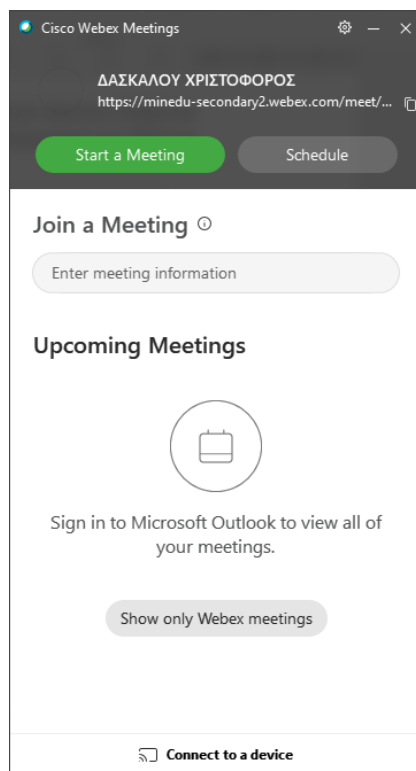 Cisco Webex Meetings
ΔΑΣΚΑΛΟΥ ΧΡΙΣΤΟΦΟΡΟΣ
https://minedu-secondary2.webex.com/meet/...
Start a Meeting
Schedule
Join a Meeting
Enter meeting information
Upcoming Meetings
Sign in to Microsoft Outlook to view all of
your meetings.
Show only Webex meetings
Connect to a device